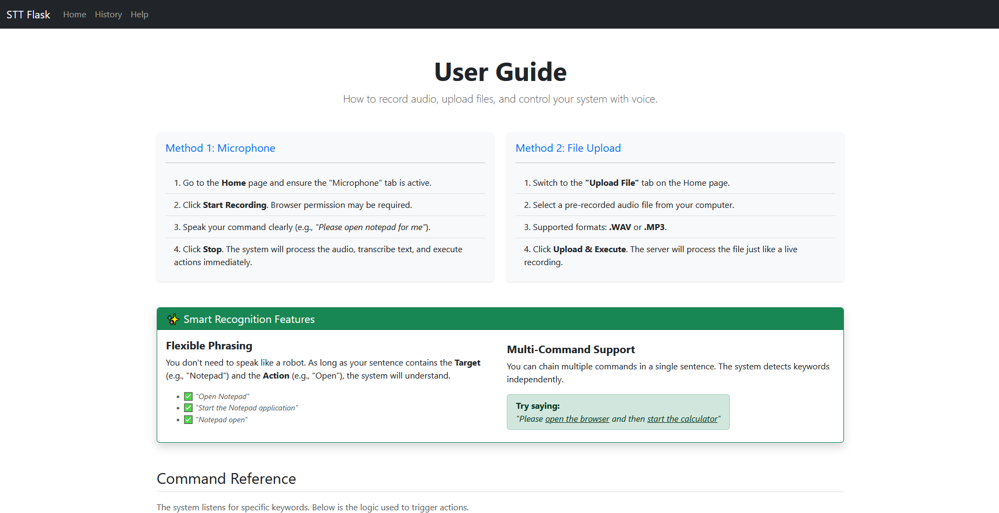 STT Flask Home History Help
User Guide
How to record audio, upload files, and control your system with voice.
Method 1: Microphone
1. Go to the Home page and ensure the "Microphone" tab is active.
2. Click Start Recording. Browser permission may be required.
3. Speak your command clearly (e.g., "Please open notepad for me").
4. Click Stop. The system will process the audio, transcribe text, and execute
actions immediately.
Method 2: File Upload
1. Switch to the "Upload File" tab on the Home page.
2. Select a pre-recorded audio file from your computer.
3. Supported formats: .WAV or .MP3.
4. Click Upload & Execute. The server will process the file just like a live
recording.
✨ Smart Recognition Features
Flexible Phrasing
You don't need to speak like a robot. As long as your sentence contains the Target
(e.g., "Notepad") and the Action (e.g., "Open"), the system will understand.
• ✅ "Open Notepad"
• ✅ "Start the Notepad application"
• ✅ "Notepad open"
Multi-Command Support
You can chain multiple commands in a single sentence. The system detects keywords
independently.
Try saying:
"Please open the browser and then start the calculator"
Command Reference
The system listens for specific keywords. Below is the logic used to trigger actions.